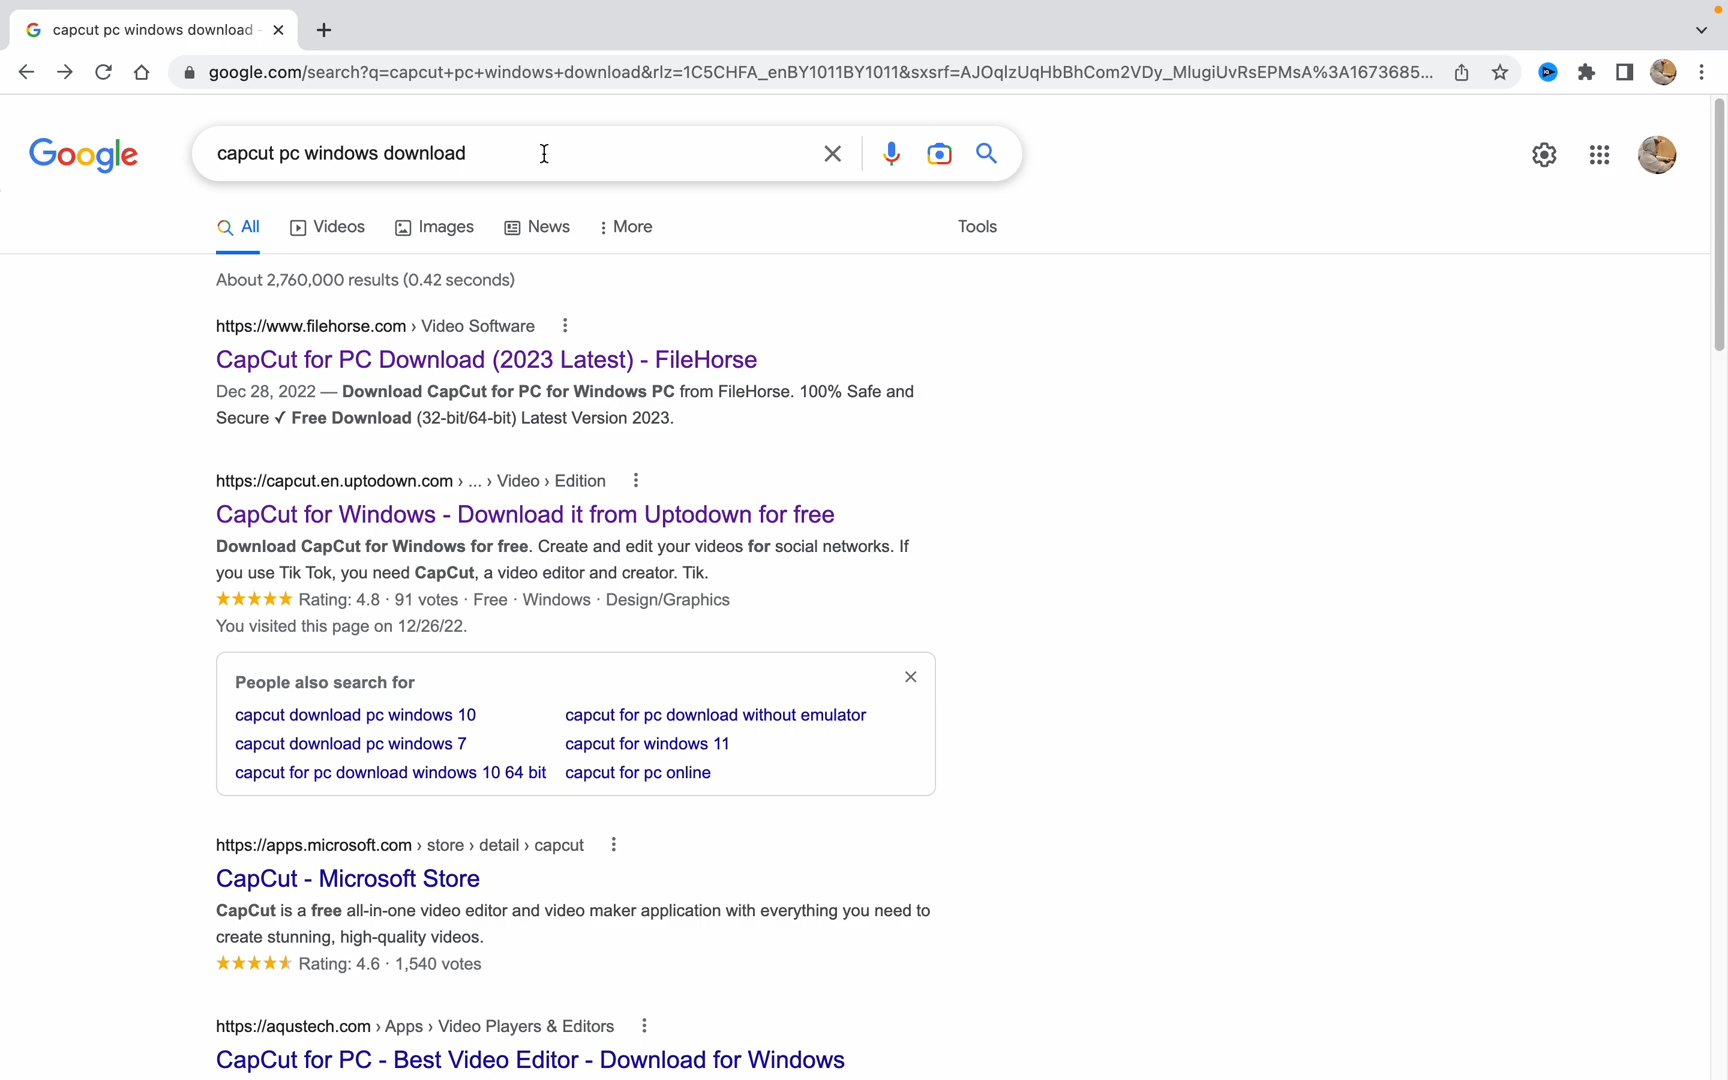 capcut pc windows download -
google.com/search?q=capcut+pc+windows+download&rlz=1C5CHFA_enBY1011BY1011&sxsrf=AJOqlzUqHbBhCom2VDy_MlugiUvRsEPMsA%3A1673685...
Google
capcut pc windows download
All Videos Images News More Tools
About 2,760,000 results (0.42 seconds)
https://www.filehorse.com › Video Software
CapCut for PC Download (2023 Latest) - FileHorse
Dec 28, 2022 — Download CapCut for PC for Windows PC from FileHorse. 100% Safe and
Secure ✓ Free Download (32-bit/64-bit) Latest Version 2023.
https://capcut.en.uptodown.com › ... › Video › Edition
CapCut for Windows - Download it from Uptodown for free
Download CapCut for Windows for free. Create and edit your videos for social networks. If
you use Tik Tok, you need CapCut, a video editor and creator. Tik.
★★★★★ Rating: 4.8 · 91 votes · Free · Windows · Design/Graphics
You visited this page on 12/26/22.
People also search for
capcut download pc windows 10 capcut for pc download without emulator
capcut download pc windows 7 capcut for windows 11
capcut for pc download windows 10 64 bit capcut for pc online
https://apps.microsoft.com › store › detail › capcut
CapCut - Microsoft Store
CapCut is a free all-in-one video editor and video maker application with everything you need to
create stunning, high-quality videos.
Rating: 4.6 · 1,540 votes
https://aqustech.com › Apps › Video Players & Editors
CapCut for PC - Best Video Editor - Download for Windows